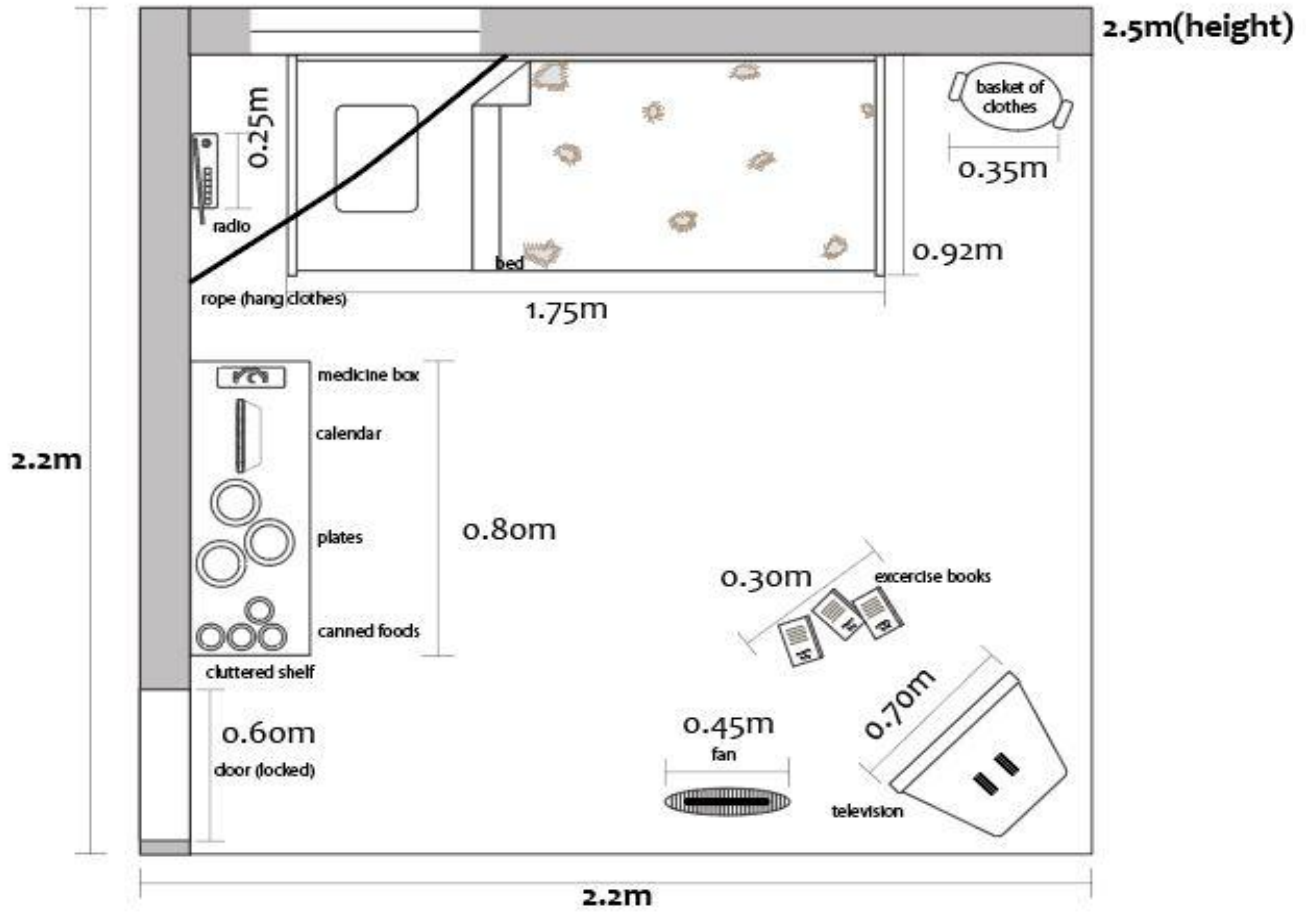 2.5m(height)
basket of
clothes
0.25m
0.35m
radio
0.92m
bed
rope (hang clothes)
1.75m
medicine box
calendar
2.2m
0.80m
plates
0.30m
excercise books
canned foods
cluttered shelf
0.70m
0.60m
0.45m
fan
door (locked)
television
2.2m